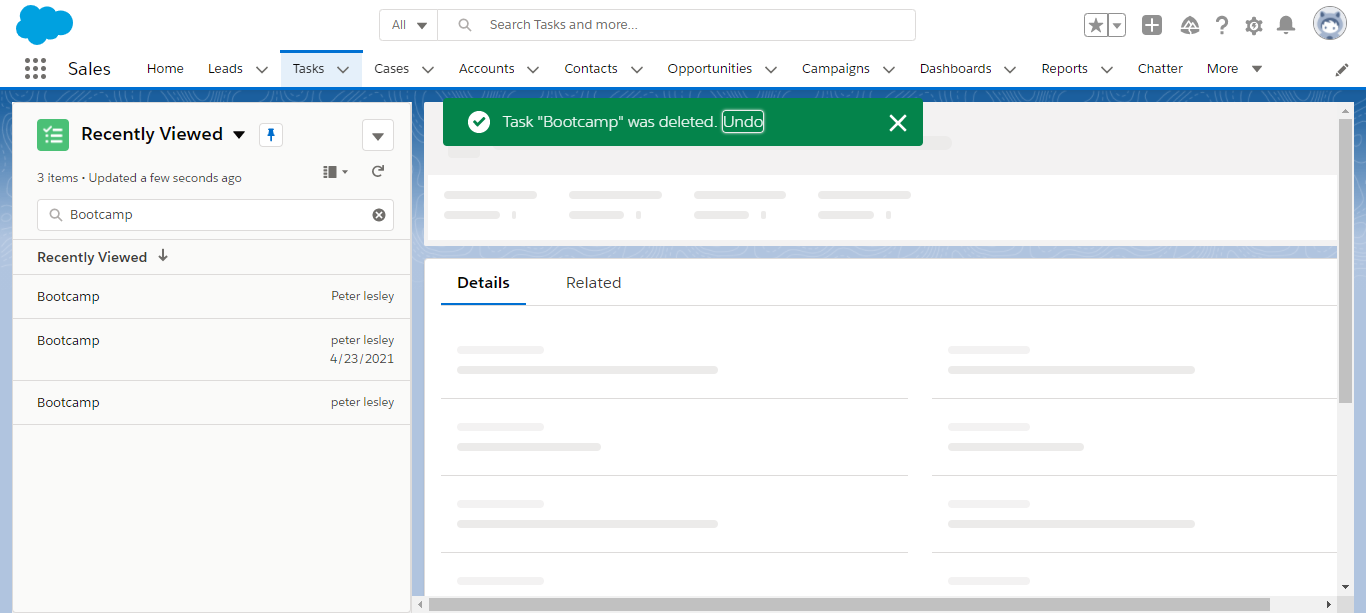 All
Search Tasks and more...
Sales Home Leads Tasks Cases Accounts Contacts Opportunities Campaigns Dashboards Reports Chatter More
Task "Bootcamp" was deleted. Undo
Recently Viewed
3 items • Updated a few seconds ago
Bootcamp
Recently Viewed
Bootcamp Peter lesley
Bootcamp peter lesley
4/23/2021
Bootcamp peter lesley
Details Related